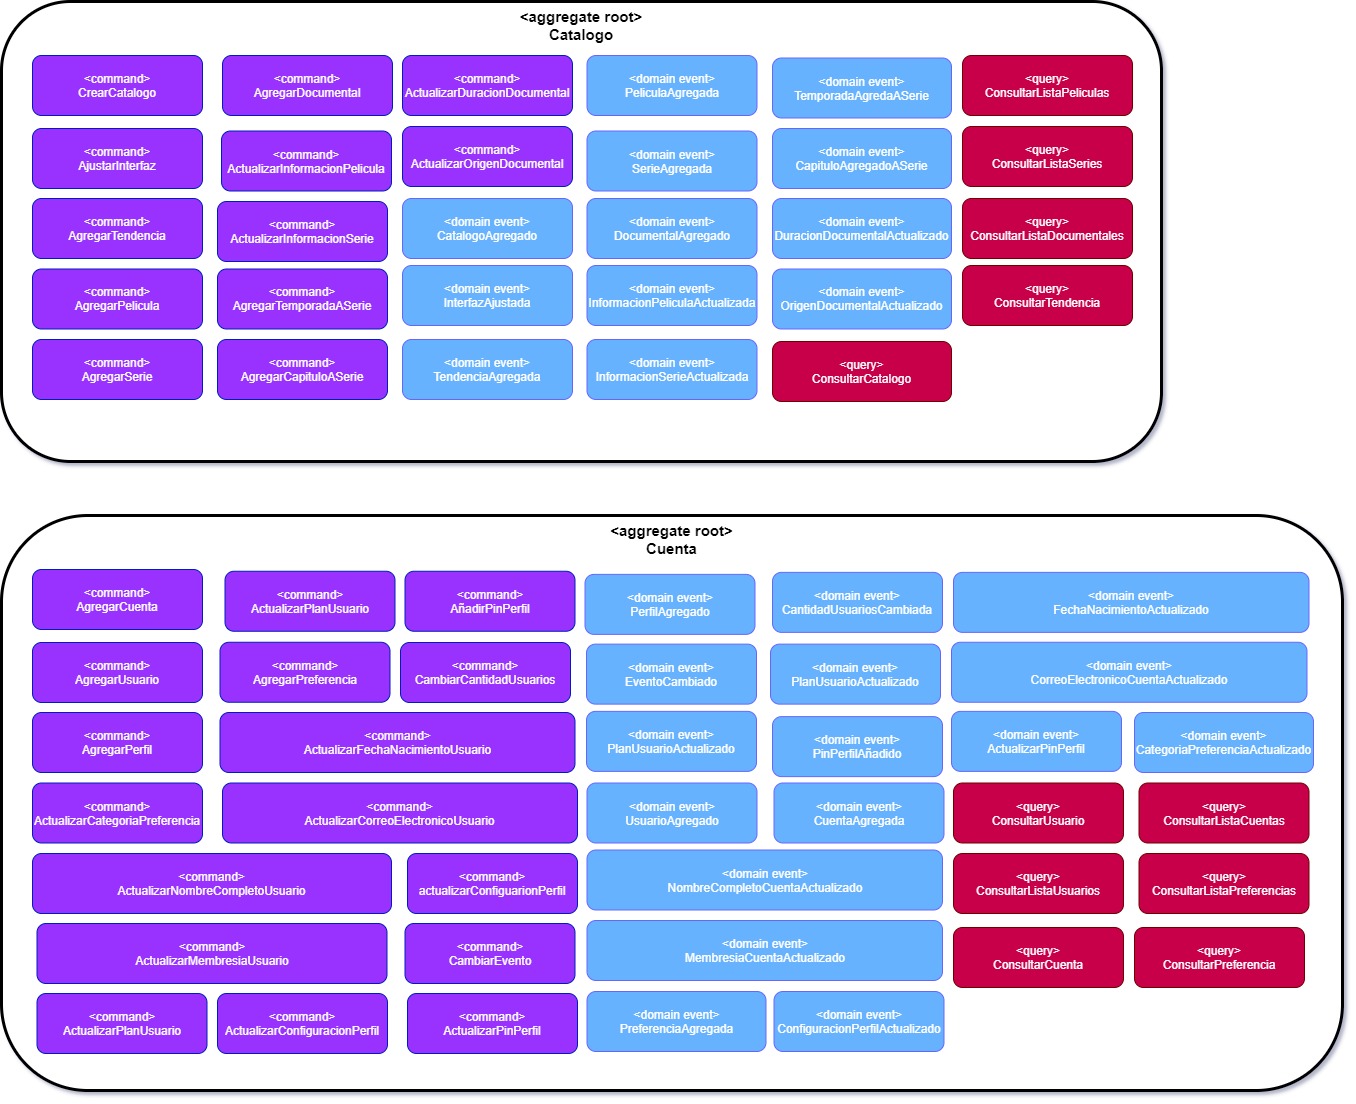 <aggregate root>
Catalogo
<command>
CrearCatalogo
<command>
AgregarDocumental
<command>
ActualizarDuracionDocumental
<domain event>
PeliculaAgregada
<domain event>
TemporadaAgredaASerie
<query>
ConsultarListaPeliculas
<command>
AjustarInterfaz
<command>
ActualizarInformacionPelicula
<command>
ActualizarOrigenDocumental
<domain event>
SerieAgregada
<domain event>
CapituloAgregadoASerie
<query>
ConsultarListaSeries
<command>
AgregarTendencia
<command>
ActualizarInformacionSerie
<domain event>
CatalogoAgregado
<domain event>
DocumentalAgregado
<domain event>
DuracionDocumentalActualizado
<query>
ConsultarListaDocumentales
<command>
AgregarPelicula
<command>
AgregarTemporadaASerie
<domain event>
InterfazAjustada
<domain event>
InformacionPeliculaActualizada
<domain event>
OrigenDocumentalActualizado
<query>
ConsultarTendencia
<command>
AgregarSerie
<command>
AgregarCapituloASerie
<domain event>
TendenciaAgregada
<domain event>
InformacionSerieActualizada
<query>
ConsultarCatalogo
<aggregate root>
Cuenta
<command>
AgregarCuenta
<command>
ActualizarPlanUsuario
<command>
AñadirPinPerfil
<domain event>
PerfilAgregado
<domain event>
CantidadUsuariosCambiada
<domain event>
FechaNacimientoActualizado
<command>
AgregarUsuario
<command>
AgregarPreferencia
<command>
CambiarCantidadUsuarios
<domain event>
EventoCambiado
<domain event>
PlanUsuarioActualizado
<domain event>
CorreoElectronicoCuentaActualizado
<command>
AgregarPerfil
<command>
ActualizarFechaNacimientoUsuario
<domain event>
PlanUsuarioActualizado
<domain event>
PinPerfilAñadido
<domain event>
ActualizarPinPerfil
<domain event>
CategoriaPreferenciaActualizado
<command>
ActualizarCategoriaPreferencia
<command>
ActualizarCorreoElectronicoUsuario
<domain event>
UsuarioAgregado
<domain event>
CuentaAgregada
<query>
ConsultarUsuario
<query>
ConsultarListaCuentas
<command>
ActualizarNombreCompletoUsuario
<command>
actualizarConfiguarionPerfil
<domain event>
NombreCompletoCuentaActualizado
<query>
ConsultarListaUsuarios
<query>
ConsultarListaPreferencias
<command>
ActualizarMembresiaUsuario
<command>
CambiarEvento
<domain event>
MembresiaCuentaActualizado
<query>
ConsultarCuenta
<query>
ConsultarPreferencia
<command>
ActualizarPlanUsuario
<command>
ActualizarConfiguracionPerfil
<command>
ActualizarPinPerfil
<domain event>
PreferenciaAgregada
<domain event>
ConfiguracionPerfilActualizado